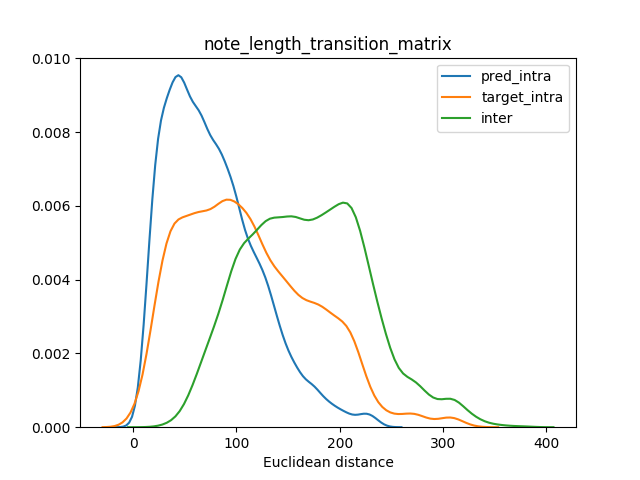 note_length_transition_matrix
0.010
0.008
0.006
0.004
0.002
0.000
pred_intra
target_intra
inter
0 100 200 300 400
Euclidean distance